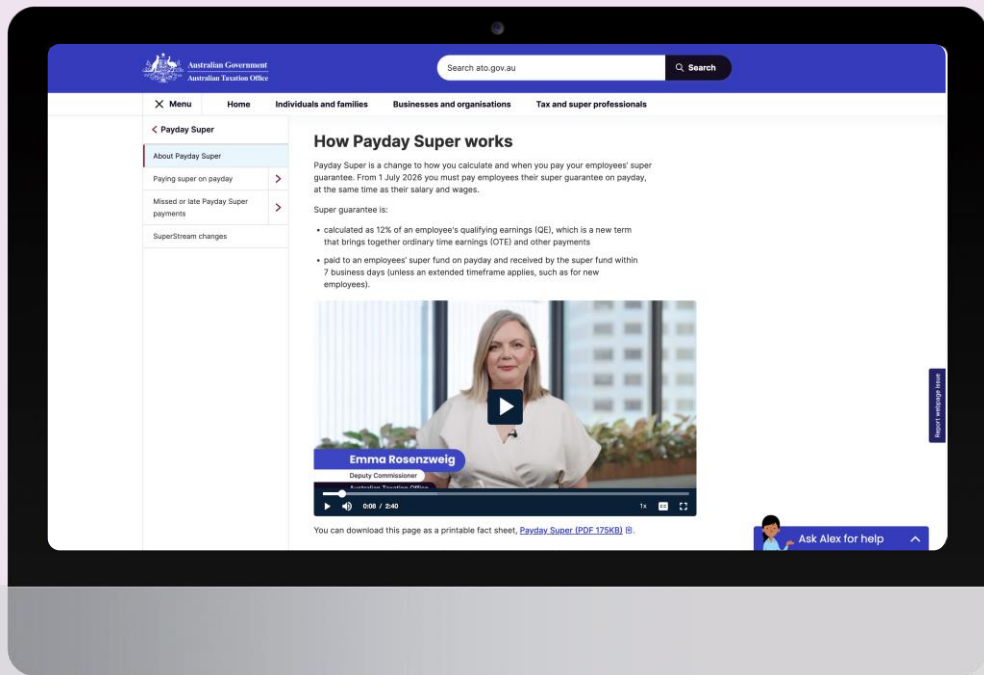 Australian Government
Australian Taxation Office
Search ato.gov.au
Search
Menu
Home
Individuals and families
Businesses and organisations
Tax and super professionals
Payday Super
About Payday Super
Paying super on payday
Missed or late Payday Super
payments
SuperStream changes
How Payday Super works
Payday Super is a change to how you calculate and when you pay your employees' super
guarantee. From 1 July 2026 you must pay employees their super guarantee on payday,
at the same time as their salary and wages.
Super guarantee is:
• calculated as 12% of an employee's qualifying earnings (QE), which is a new term
that brings together ordinary time earnings (OTE) and other payments
• paid to an employees' super fund on payday and received by the super fund within
7 business days (unless an extended timeframe applies, such as for new
employees).
Emma Rosenzweig
Deputy Commissioner
Australian Taxation Office
0:08 / 2:40
1x
You can download this page as a printable fact sheet, Payday Super (PDF 175KB).
Report webpage issue
Ask Alex for help